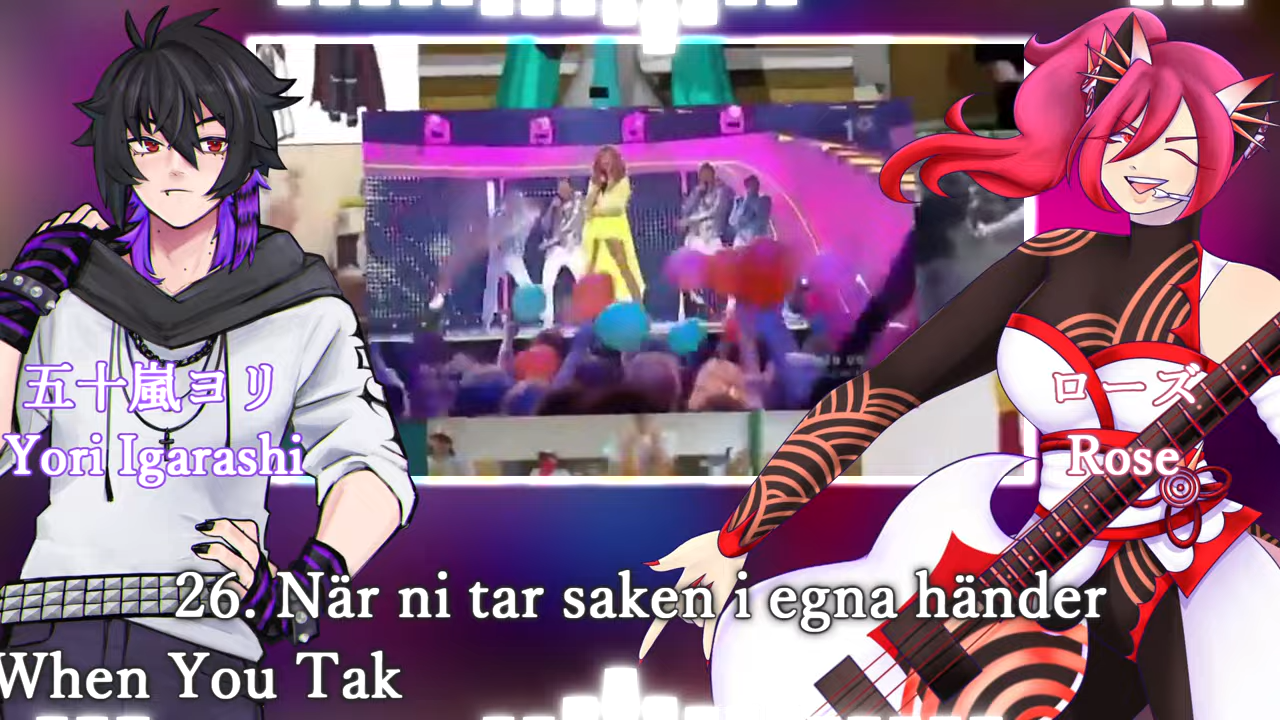 五十嵐ヨリ
Yori Igarashi
ローズ
Rose
26. När ni tar saken i egna händer
When You Tak